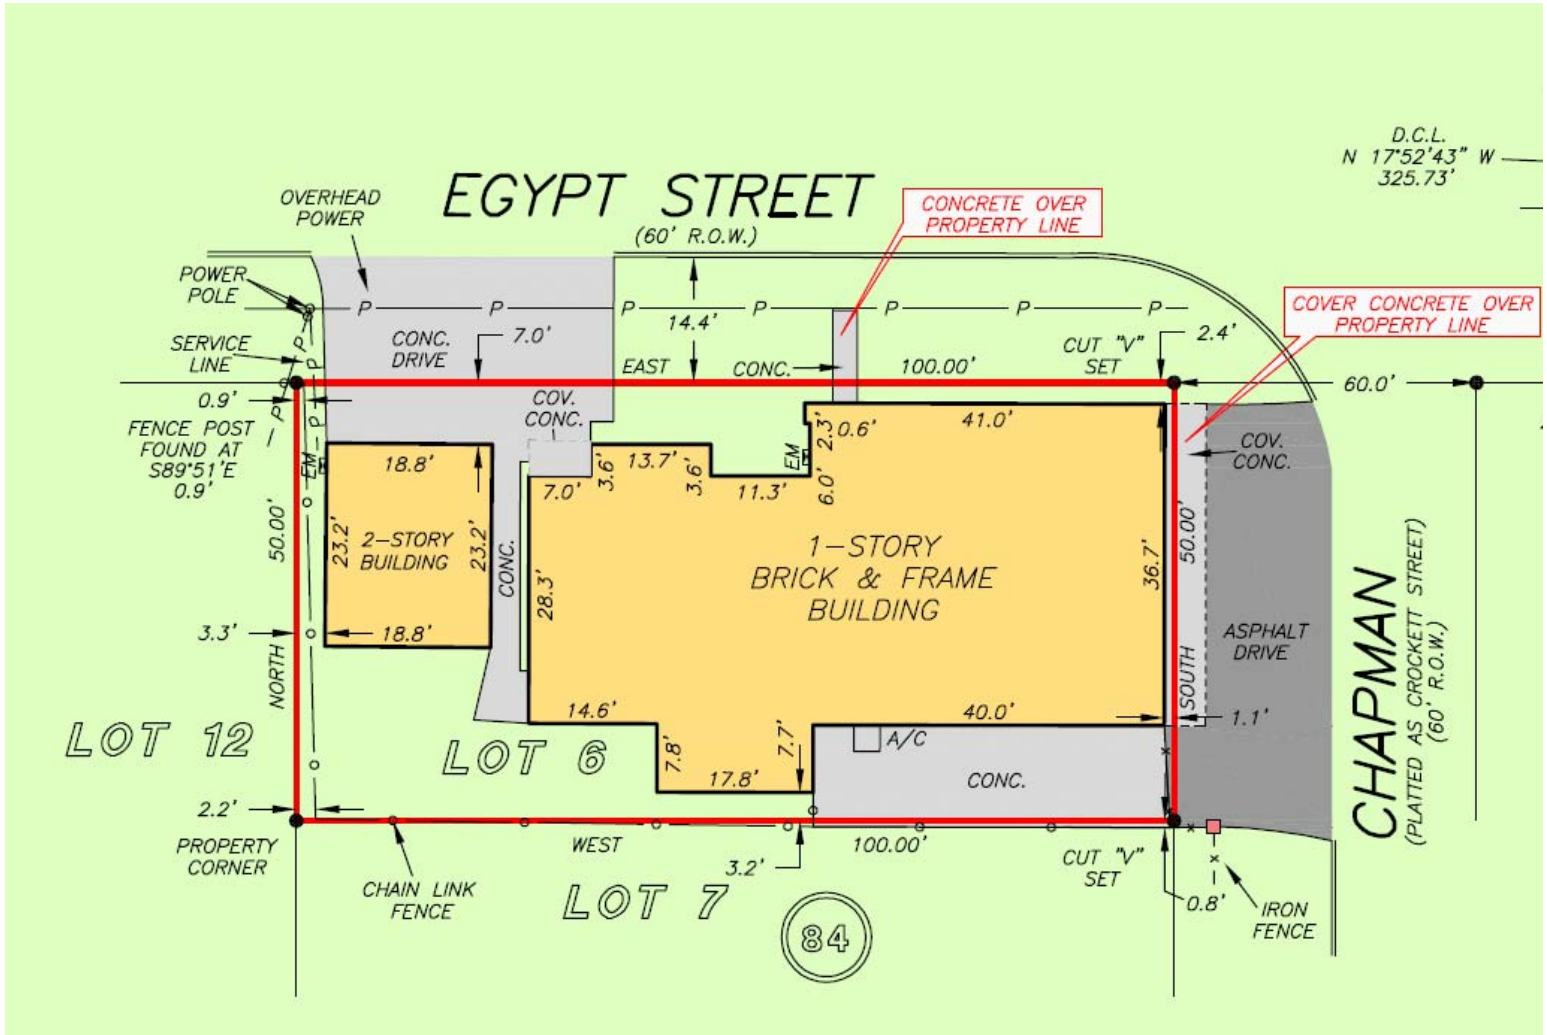 D.C.L.
N 17°52'43" W
325.73'
EGYPT STREET
(60' R.O.W.)
OVERHEAD
POWER
CONCRETE OVER
PROPERTY LINE
POWER
POLE
COVER CONCRETE OVER
PROPERTY LINE
P
P
P
P
P
P
P
P
P
P
P
SERVICE
LINE
CONC.
DRIVE
7.0'
14.4'
EAST
CONC.
100.00'
CUT "V"
SET
2.4'
60.0'
0.9'
FENCE POST
FOUND AT
S89°51'E
0.9'
EM
COV.
CONC.
EM
2.3'
0.6'
41.0'
COV.
CONC.
18.8'
7.0'
3.6'
13.7'
3.6'
11.3'
6.0'
50.00'
23.2'
2-STORY
BUILDING
23.2'
CONC.
28.3'
1-STORY
BRICK & FRAME
BUILDING
36.7'
50.00'
3.3'
18.8'
NORTH
SOUTH
ASPHALT
DRIVE
CHAPMAN
(PLATTED AS CROCKETT STREET)
(60' R.O.W.)
LOT 12
LOT 6
14.6'
7.8'
17.8'
7.7'
40.0'
A/C
CONC.
1.1'
2.2'
PROPERTY
CORNER
WEST
100.00'
3.2'
CUT "V"
SET
0.8'
CHAIN LINK
FENCE
LOT 7
84
IRON
FENCE